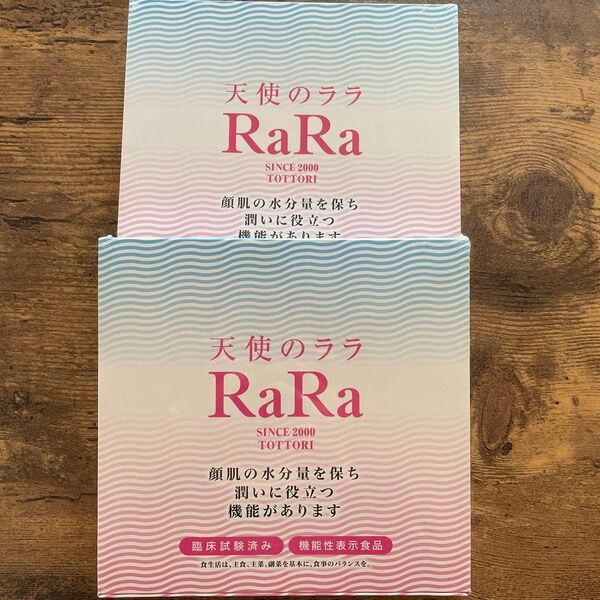 天使のララ
RaRa
SINCE 2000
TOTTORI
顔肌の水分量を保ち
潤いに役立つ
機能があります
天使のララ
RaRa
SINCE 2000
TOTTORI
顔肌の水分量を保ち
潤いに役立つ
機能があります
臨床試験済み 機能性表示食品
食生活は、主食、主菜、副菜を基本に、食事のバランスを。